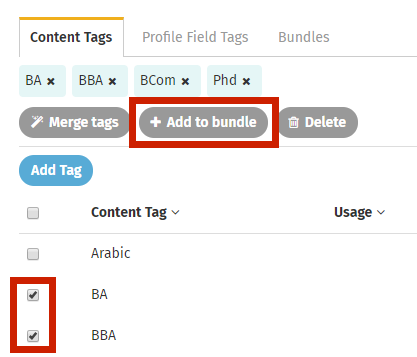 Content Tags Profile Field Tags Bundles
BA × BBA × BCom × Phd ×
Merge tags + Add to bundle Delete
Add Tag
Content Tag Usage
Arabic
BA
BBA